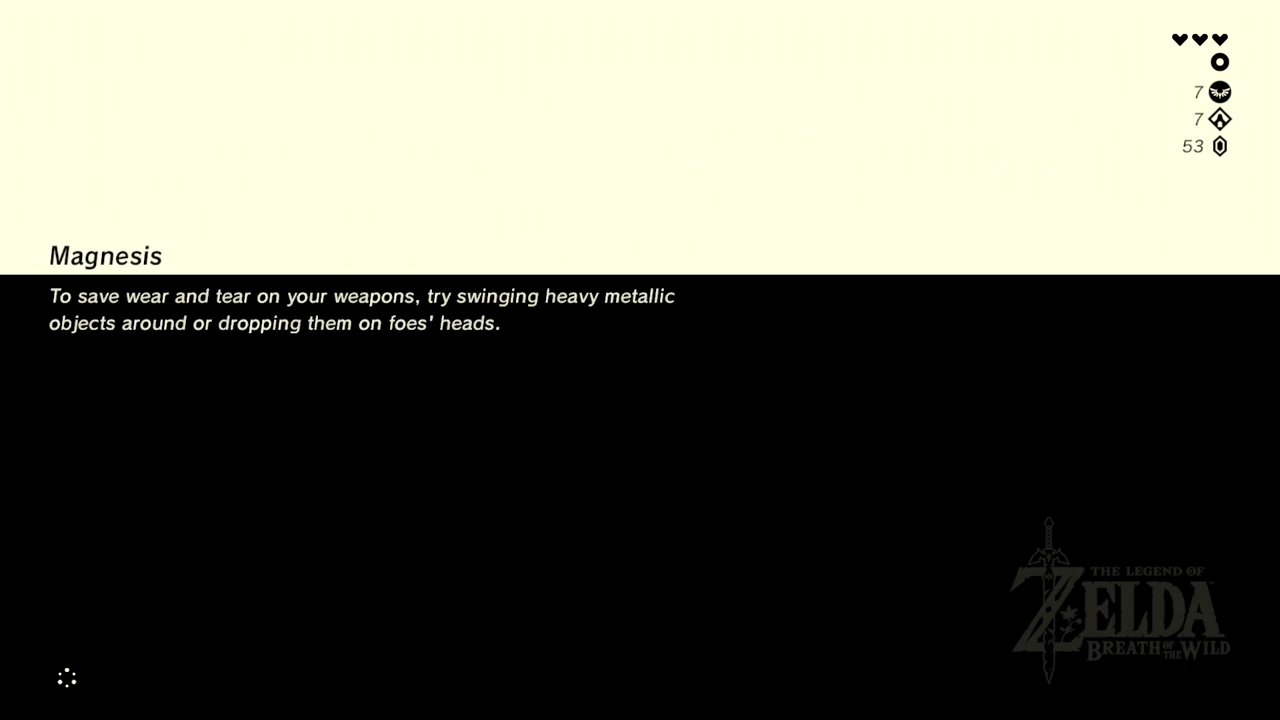 7
7
53
Magnesis
To save wear and tear on your weapons, try swinging heavy metallic
objects around or dropping them on foes' heads.
THE LEGEND OF
ZELDA
BREATH OF THE WILD